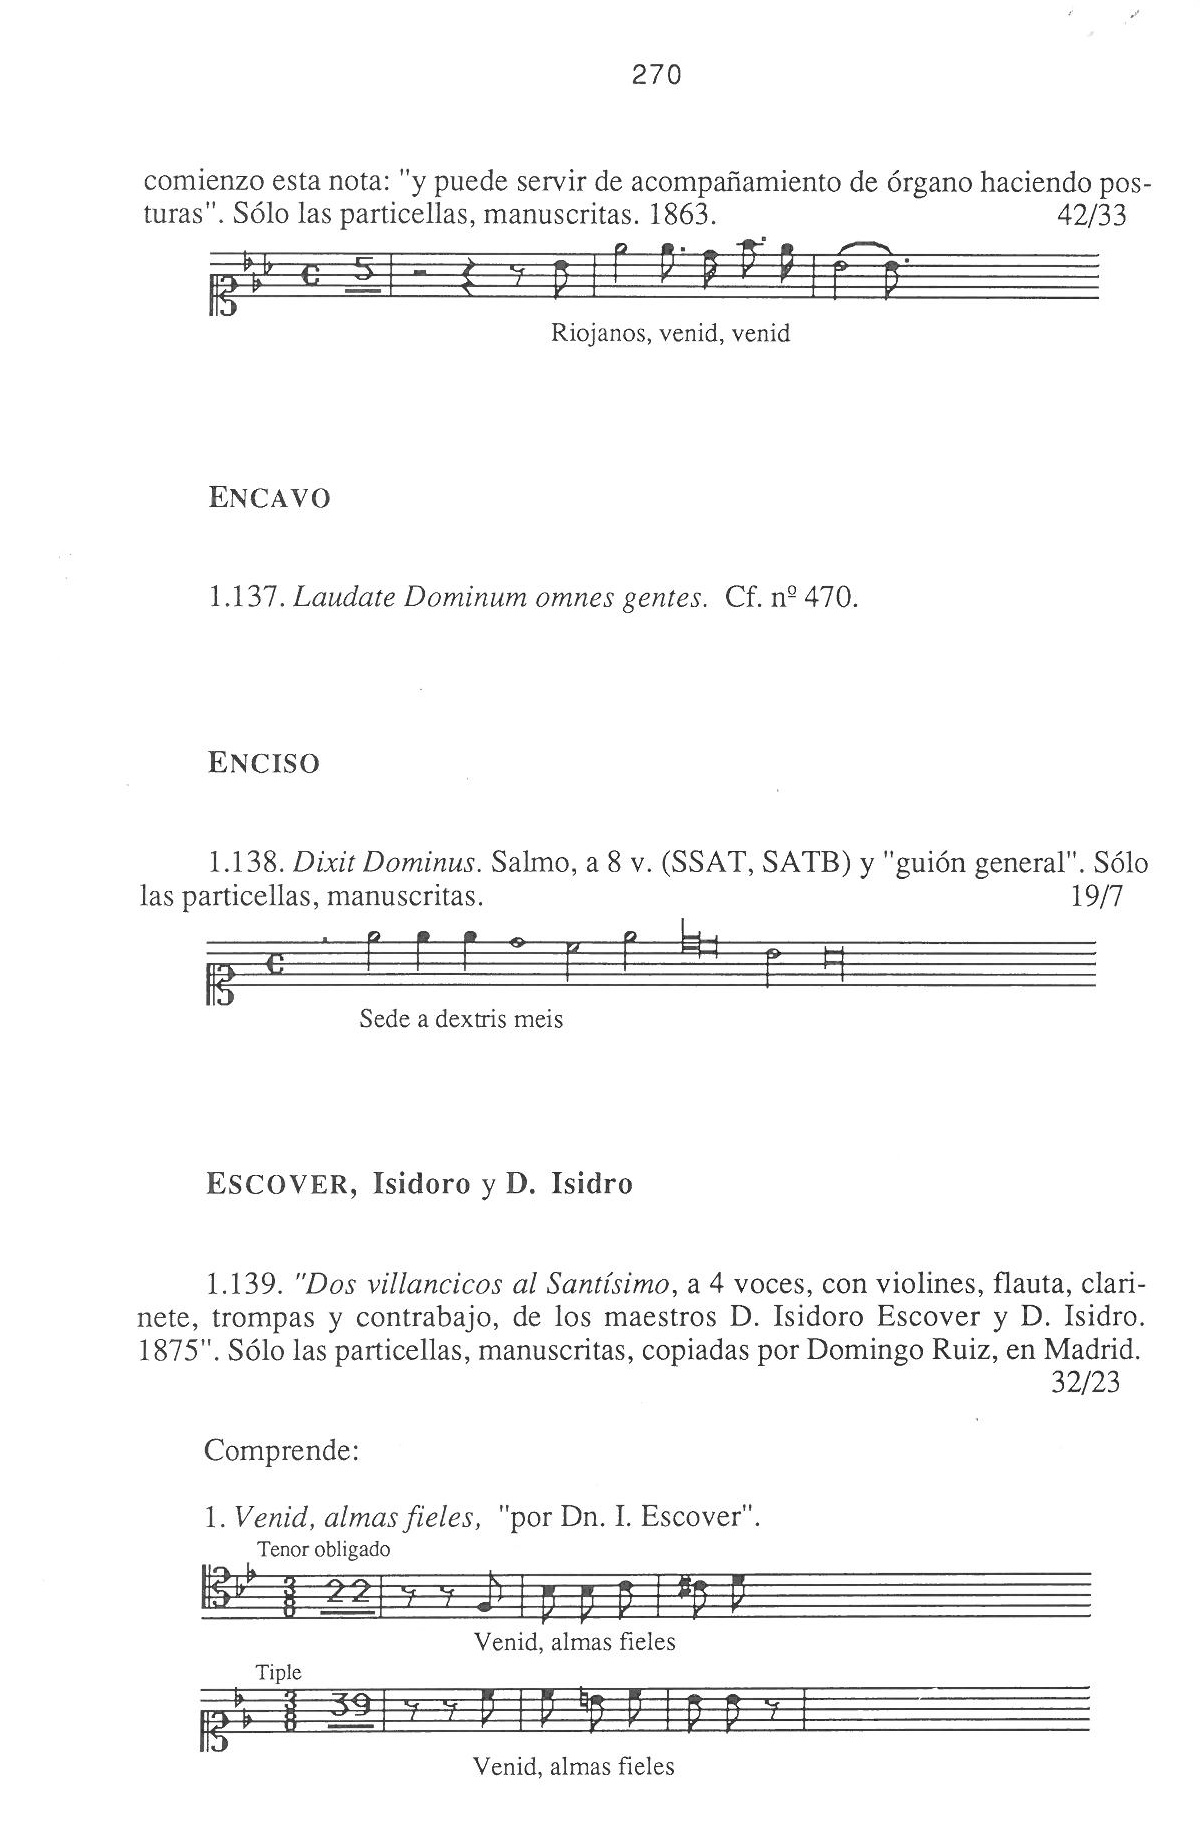 270
comienzo esta nota: "y puede servir de acompañamiento de órgano haciendo pos-
turas". Sólo las particellas, manuscritas. 1863. 42/33
5
Riojanos, venid, venid
ENCAVO
1.137. Laudate Dominum omnes gentes. Cf. nº 470.
ENCISO
1.138. Dixit Dominus. Salmo, a 8 v. (SSAT, SATB) y "guión general". Sólo
las particellas, manuscritas. 19/7
Sede a dextris meis
ESCOVER, Isidoro y D. Isidro
1.139. "Dos villancicos al Santísimo, a 4 voces, con violines, flauta, clari-
nete, trompas y contrabajo, de los maestros D. Isidoro Escover y D. Isidro.
1875". Sólo las particellas, manuscritas, copiadas por Domingo Ruiz, en Madrid.
32/23
Comprende:
1. Venid, almas fieles, "por Dn. I. Escover".
Tenor obligado
3/8 22
Venid, almas fieles
Tiple
3/8 39
Venid, almas fieles